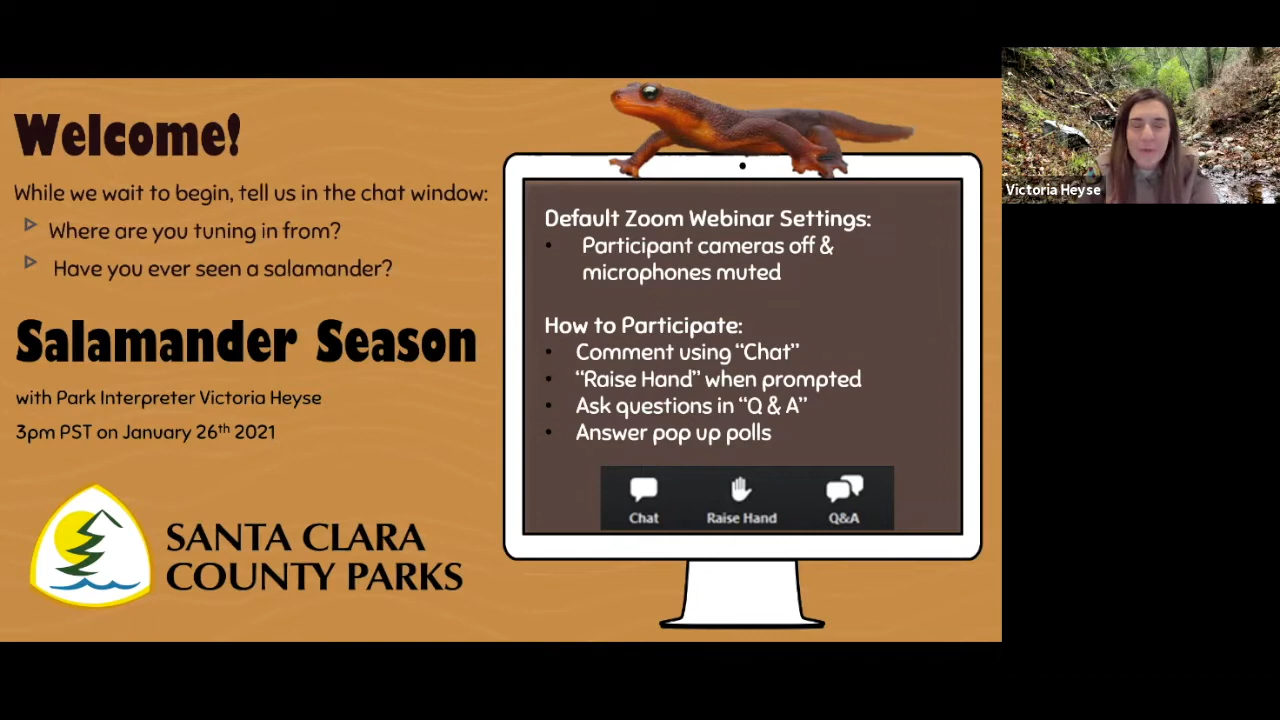 Welcome!
While we wait to begin, tell us in the chat window:
Where are you tuning in from?
Have you ever seen a salamander?
Salamander Season
with Park Interpreter Victoria Heyse
3pm PST on January 26th 2021
SANTA CLARA
COUNTY PARKS
Default Zoom Webinar Settings:
• Participant cameras off &
microphones muted
How to Participate:
• Comment using “Chat”
• “Raise Hand” when prompted
• Ask questions in “Q & A”
• Answer pop up polls
Chat Raise Hand Q&A
Victoria Heyse